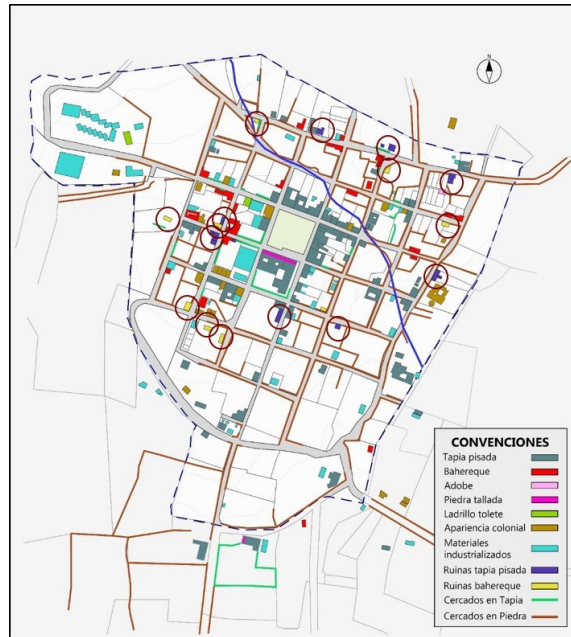 N
CONVENCIONES
Tapia pisada
Bahereque
Adobe
Piedra tallada
Ladrillo tolete
Apariencia colonial
Materiales
industrializados
Ruinas tapia pisada
Ruinas bahereque
Cercados en Tapia
Cercados en Piedra